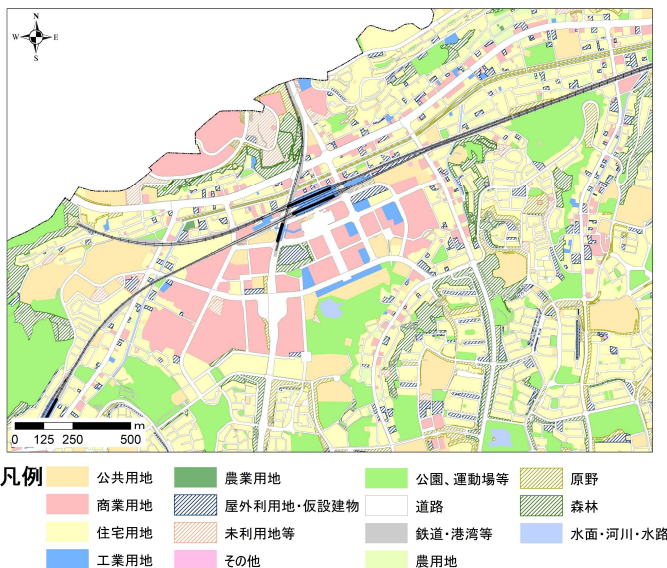 N
W E
S
0 125 250 500 m
凡例
公共用地 農業用地 公園、運動場等 原野
商業用地 屋外利用地・仮設建物 道路 森林
住宅用地 未利用地等 鉄道・港湾等 水面・河川・水路
工業用地 その他 農用地